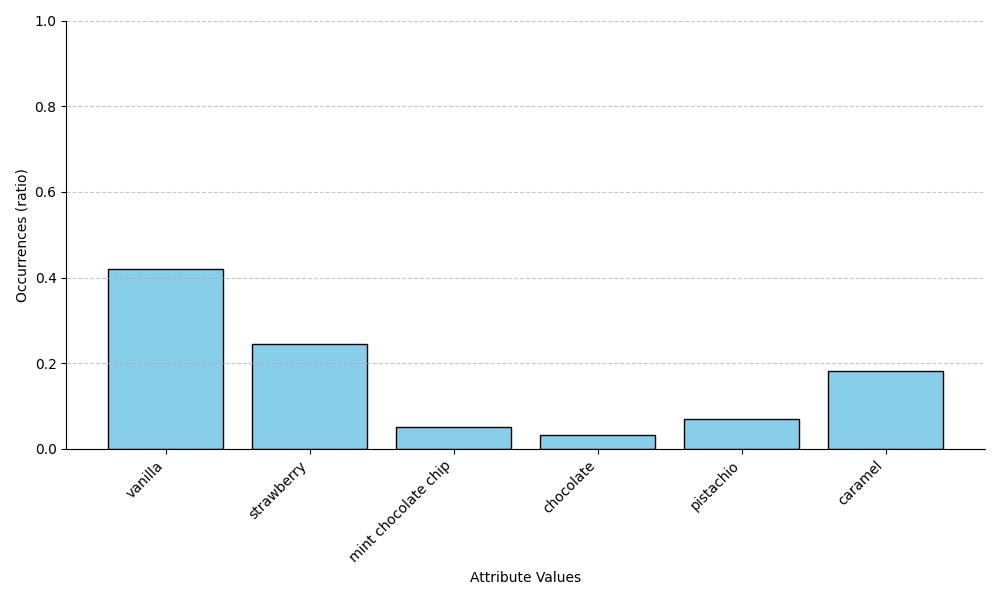 1.0
0.8
0.6
0.4
0.2
0.0
Occurrences (ratio)
vanilla
strawberry
mint chocolate chip
chocolate
pistachio
caramel
Attribute Values